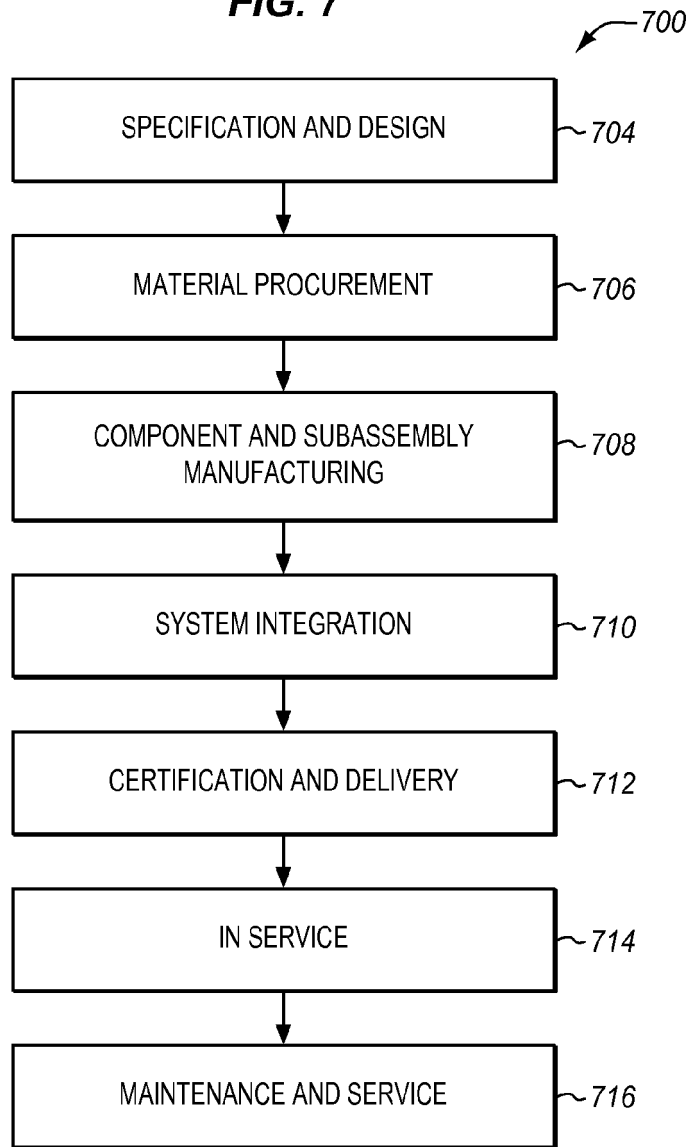 FIG. 7
700
SPECIFICATION AND DESIGN
704
MATERIAL PROCUREMENT
706
COMPONENT AND SUBASSEMBLY
MANUFACTURING
708
SYSTEM INTEGRATION
710
CERTIFICATION AND DELIVERY
712
IN SERVICE
714
MAINTENANCE AND SERVICE
716